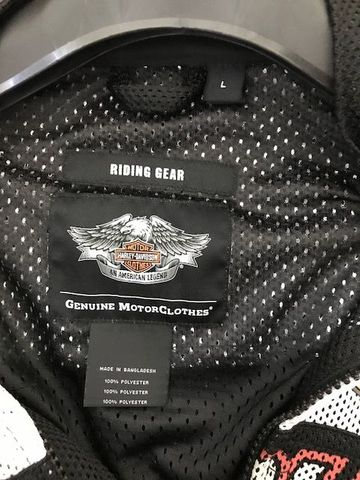 L
RIDING GEAR
MOTOR
HARLEY-DAVIDSON
CLOTHES
AN AMERICAN LEGEND
GENUINE MOTORCLOTHES®
MADE IN BANGLADESH
100% POLYESTER
100% POLYESTER
100% POLYESTER